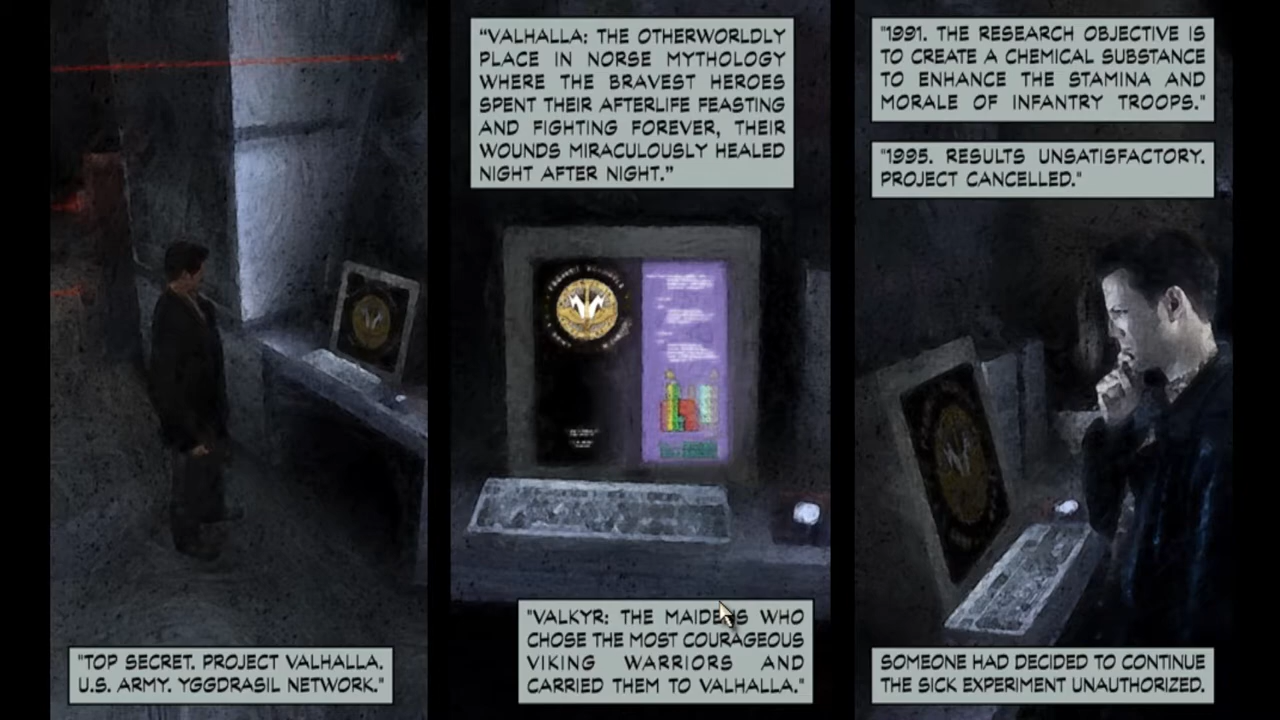 "TOP SECRET. PROJECT VALHALLA.
U.S. ARMY. YGGDRASIL NETWORK."
“VALHALLA: THE OTHERWORLDLY
PLACE IN NORSE MYTHOLOGY
WHERE THE BRAVEST HEROES
SPENT THEIR AFTERLIFE FEASTING
AND FIGHTING FOREVER, THEIR
WOUNDS MIRACULOUSLY HEALED
NIGHT AFTER NIGHT.”
"VALKYR: THE MAIDENS WHO
CHOSE THE MOST COURAGEOUS
VIKING WARRIORS AND
CARRIED THEM TO VALHALLA."
"1991. THE RESEARCH OBJECTIVE IS
TO CREATE A CHEMICAL SUBSTANCE
TO ENHANCE THE STAMINA AND
MORALE OF INFANTRY TROOPS."
"1995. RESULTS UNSATISFACTORY.
PROJECT CANCELLED."
SOMEONE HAD DECIDED TO CONTINUE
THE SICK EXPERIMENT UNAUTHORIZED.